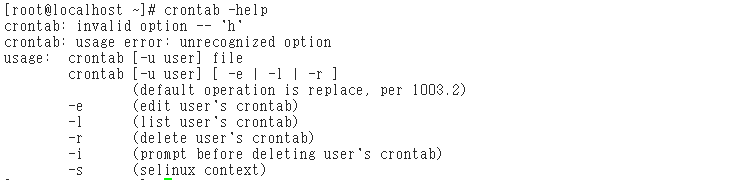 [root@localhost ~]# crontab -help
crontab: invalid option -- 'h'
crontab: usage error: unrecognized option
usage:  crontab [-u user] file
        crontab [-u user] [ -e | -l | -r ]
                (default operation is replace, per 1003.2)
        -e      (edit user's crontab)
        -l      (list user's crontab)
        -r      (delete user's crontab)
        -i      (prompt before deleting user's crontab)
        -s      (selinux context)